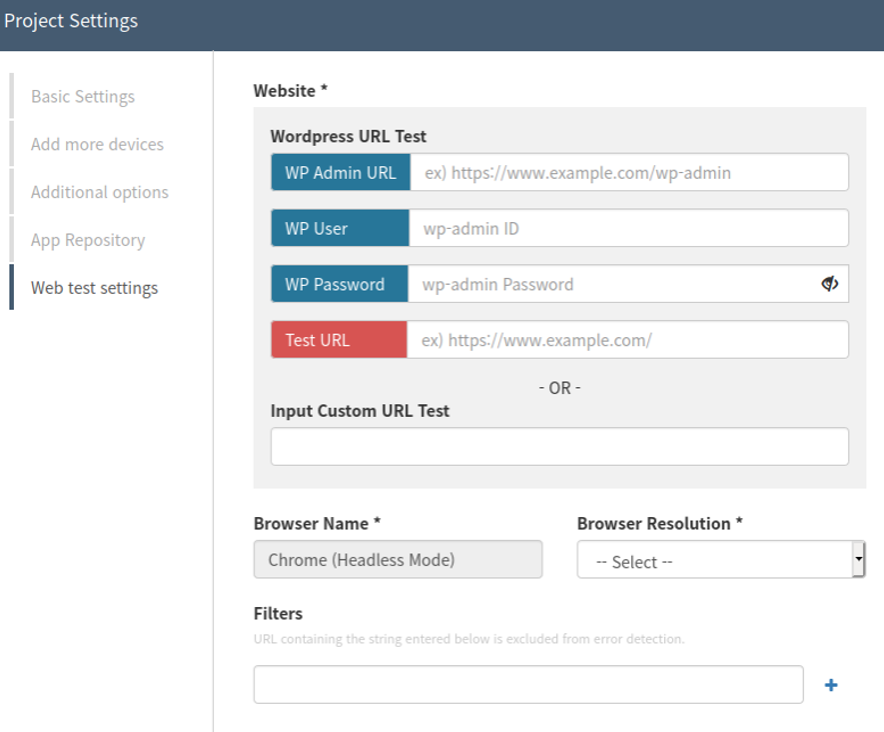 Project Settings
Basic Settings
Add more devices
Additional options
App Repository
Web test settings
Website *
Wordpress URL Test
WP Admin URL ex) https://www.example.com/wp-admin
WP User wp-admin ID
WP Password wp-admin Password
Test URL ex) https://www.example.com/
- OR -
Input Custom URL Test
Browser Name * Browser Resolution *
Chrome (Headless Mode) -- Select --
Filters
URL containing the string entered below is excluded from error detection.
+